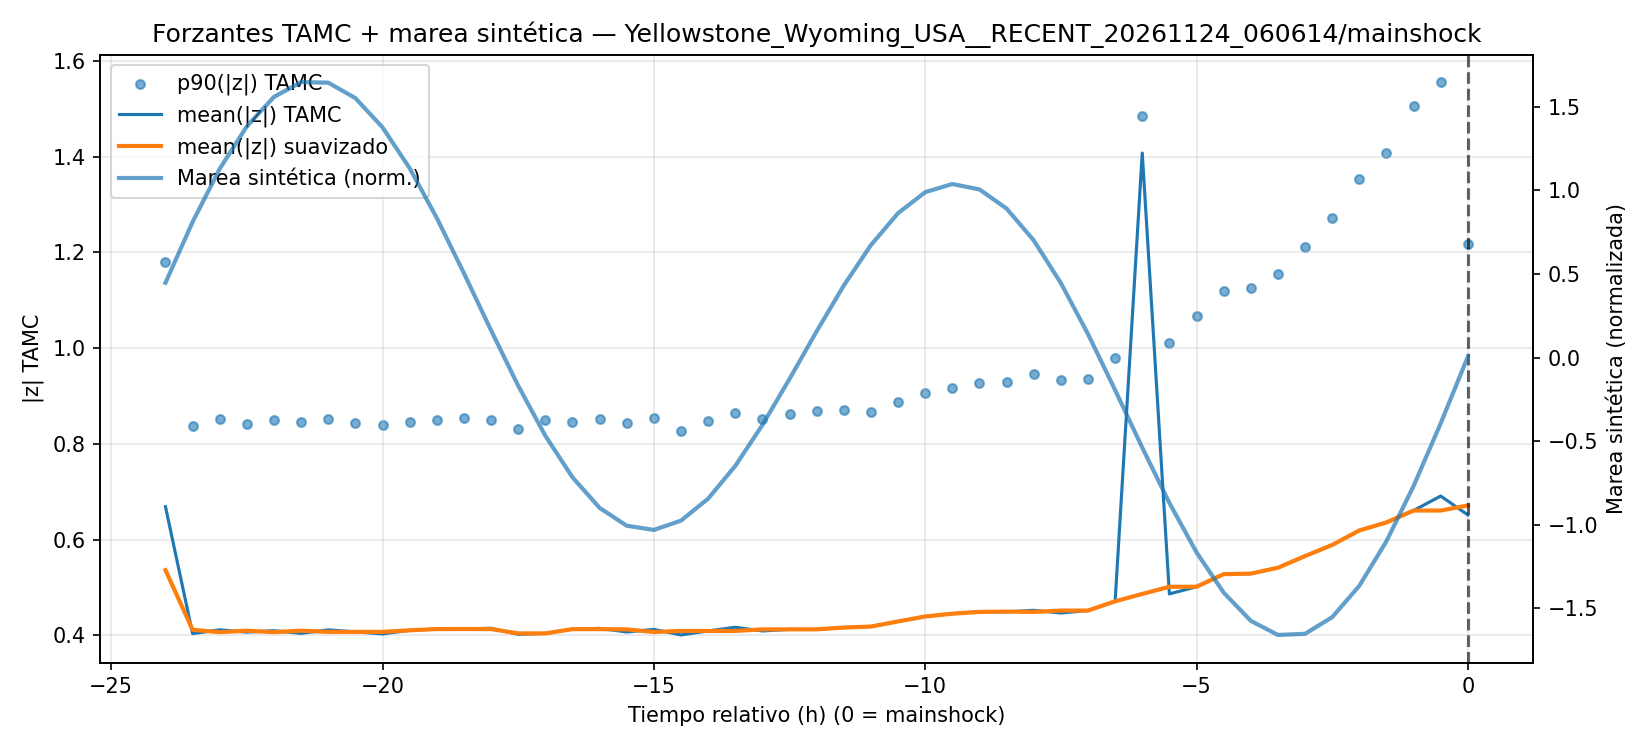 Forzantes TAMC + marea sintética — Yellowstone_Wyoming_USA__RECENT_20261124_060614/mainshock
p90(|z|) TAMC
mean(|z|) TAMC
mean(|z|) suavizado
Marea sintética (norm.)
|z| TAMC
1.6
1.4
1.2
1.0
0.8
0.6
0.4
1.5
1.0
0.5
0.0
−0.5
−1.0
−1.5
Marea sintética (normalizada)
−25 −20 −15 −10 −5 0
Tiempo relativo (h) (0 = mainshock)